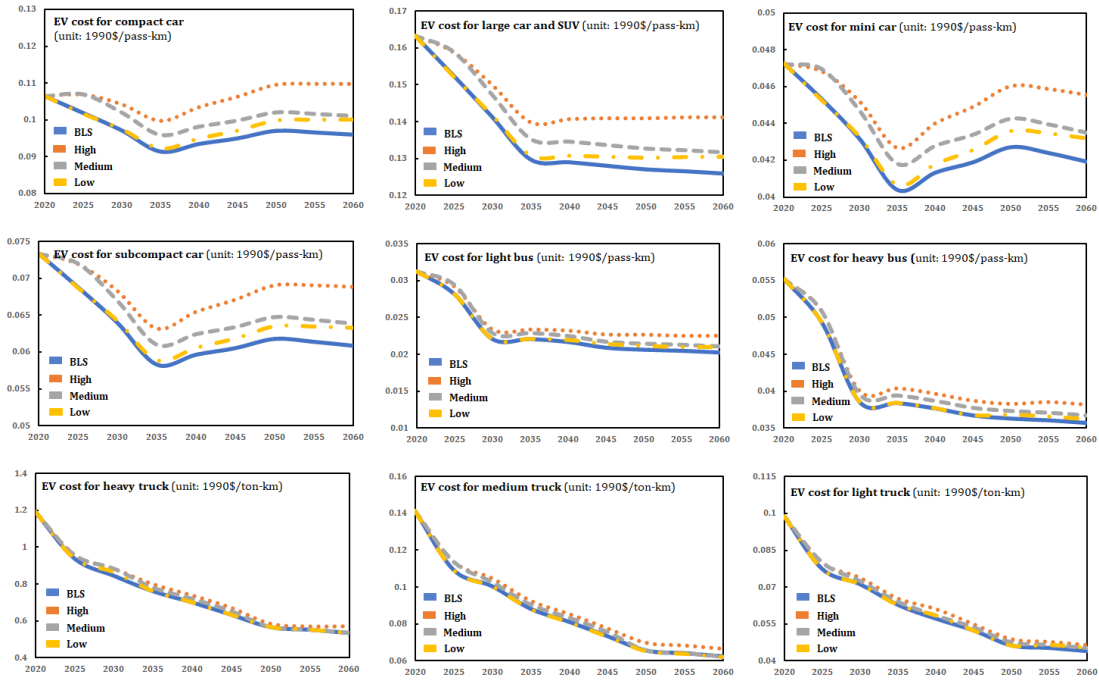 EV cost for compact car
(unit: 1990$/pass-km)
0.13
0.12
0.11
0.1
0.09
0.08
BLS
High
Medium
Low
2020 2025 2030 2035 2040 2045 2050 2055 2060
EV cost for large car and SUV (unit: 1990$/pass-km)
0.17
0.16
0.15
0.14
0.13
0.12
BLS
High
Medium
Low
2020 2025 2030 2035 2040 2045 2050 2055 2060
EV cost for mini car (unit: 1990$/pass-km)
0.05
0.048
0.046
0.044
0.042
0.04
BLS
High
Medium
Low
2020 2025 2030 2035 2040 2045 2050 2055 2060
EV cost for subcompact car (unit: 1990$/pass-km)
0.075
0.07
0.065
0.06
0.055
0.05
BLS
High
Medium
Low
2020 2025 2030 2035 2040 2045 2050 2055 2060
EV cost for light bus (unit: 1990$/pass-km)
0.035
0.03
0.025
0.02
0.015
0.01
BLS
High
Medium
Low
2020 2025 2030 2035 2040 2045 2050 2055 2060
EV cost for heavy bus (unit: 1990$/pass-km)
0.06
0.055
0.05
0.045
0.04
0.035
BLS
High
Medium
Low
2020 2025 2030 2035 2040 2045 2050 2055 2060
EV cost for heavy truck (unit: 1990$/ton-km)
1.4
1.2
1
0.8
0.6
0.4
BLS
High
Medium
Low
2020 2025 2030 2035 2040 2045 2050 2055 2060
EV cost for medium truck (unit: 1990$/ton-km)
0.16
0.14
0.12
0.1
0.08
0.06
BLS
High
Medium
Low
2020 2025 2030 2035 2040 2045 2050 2055 2060
EV cost for light truck (unit: 1990$/ton-km)
0.115
0.1
0.085
0.07
0.055
0.04
BLS
High
Medium
Low
2020 2025 2030 2035 2040 2045 2050 2055 2060